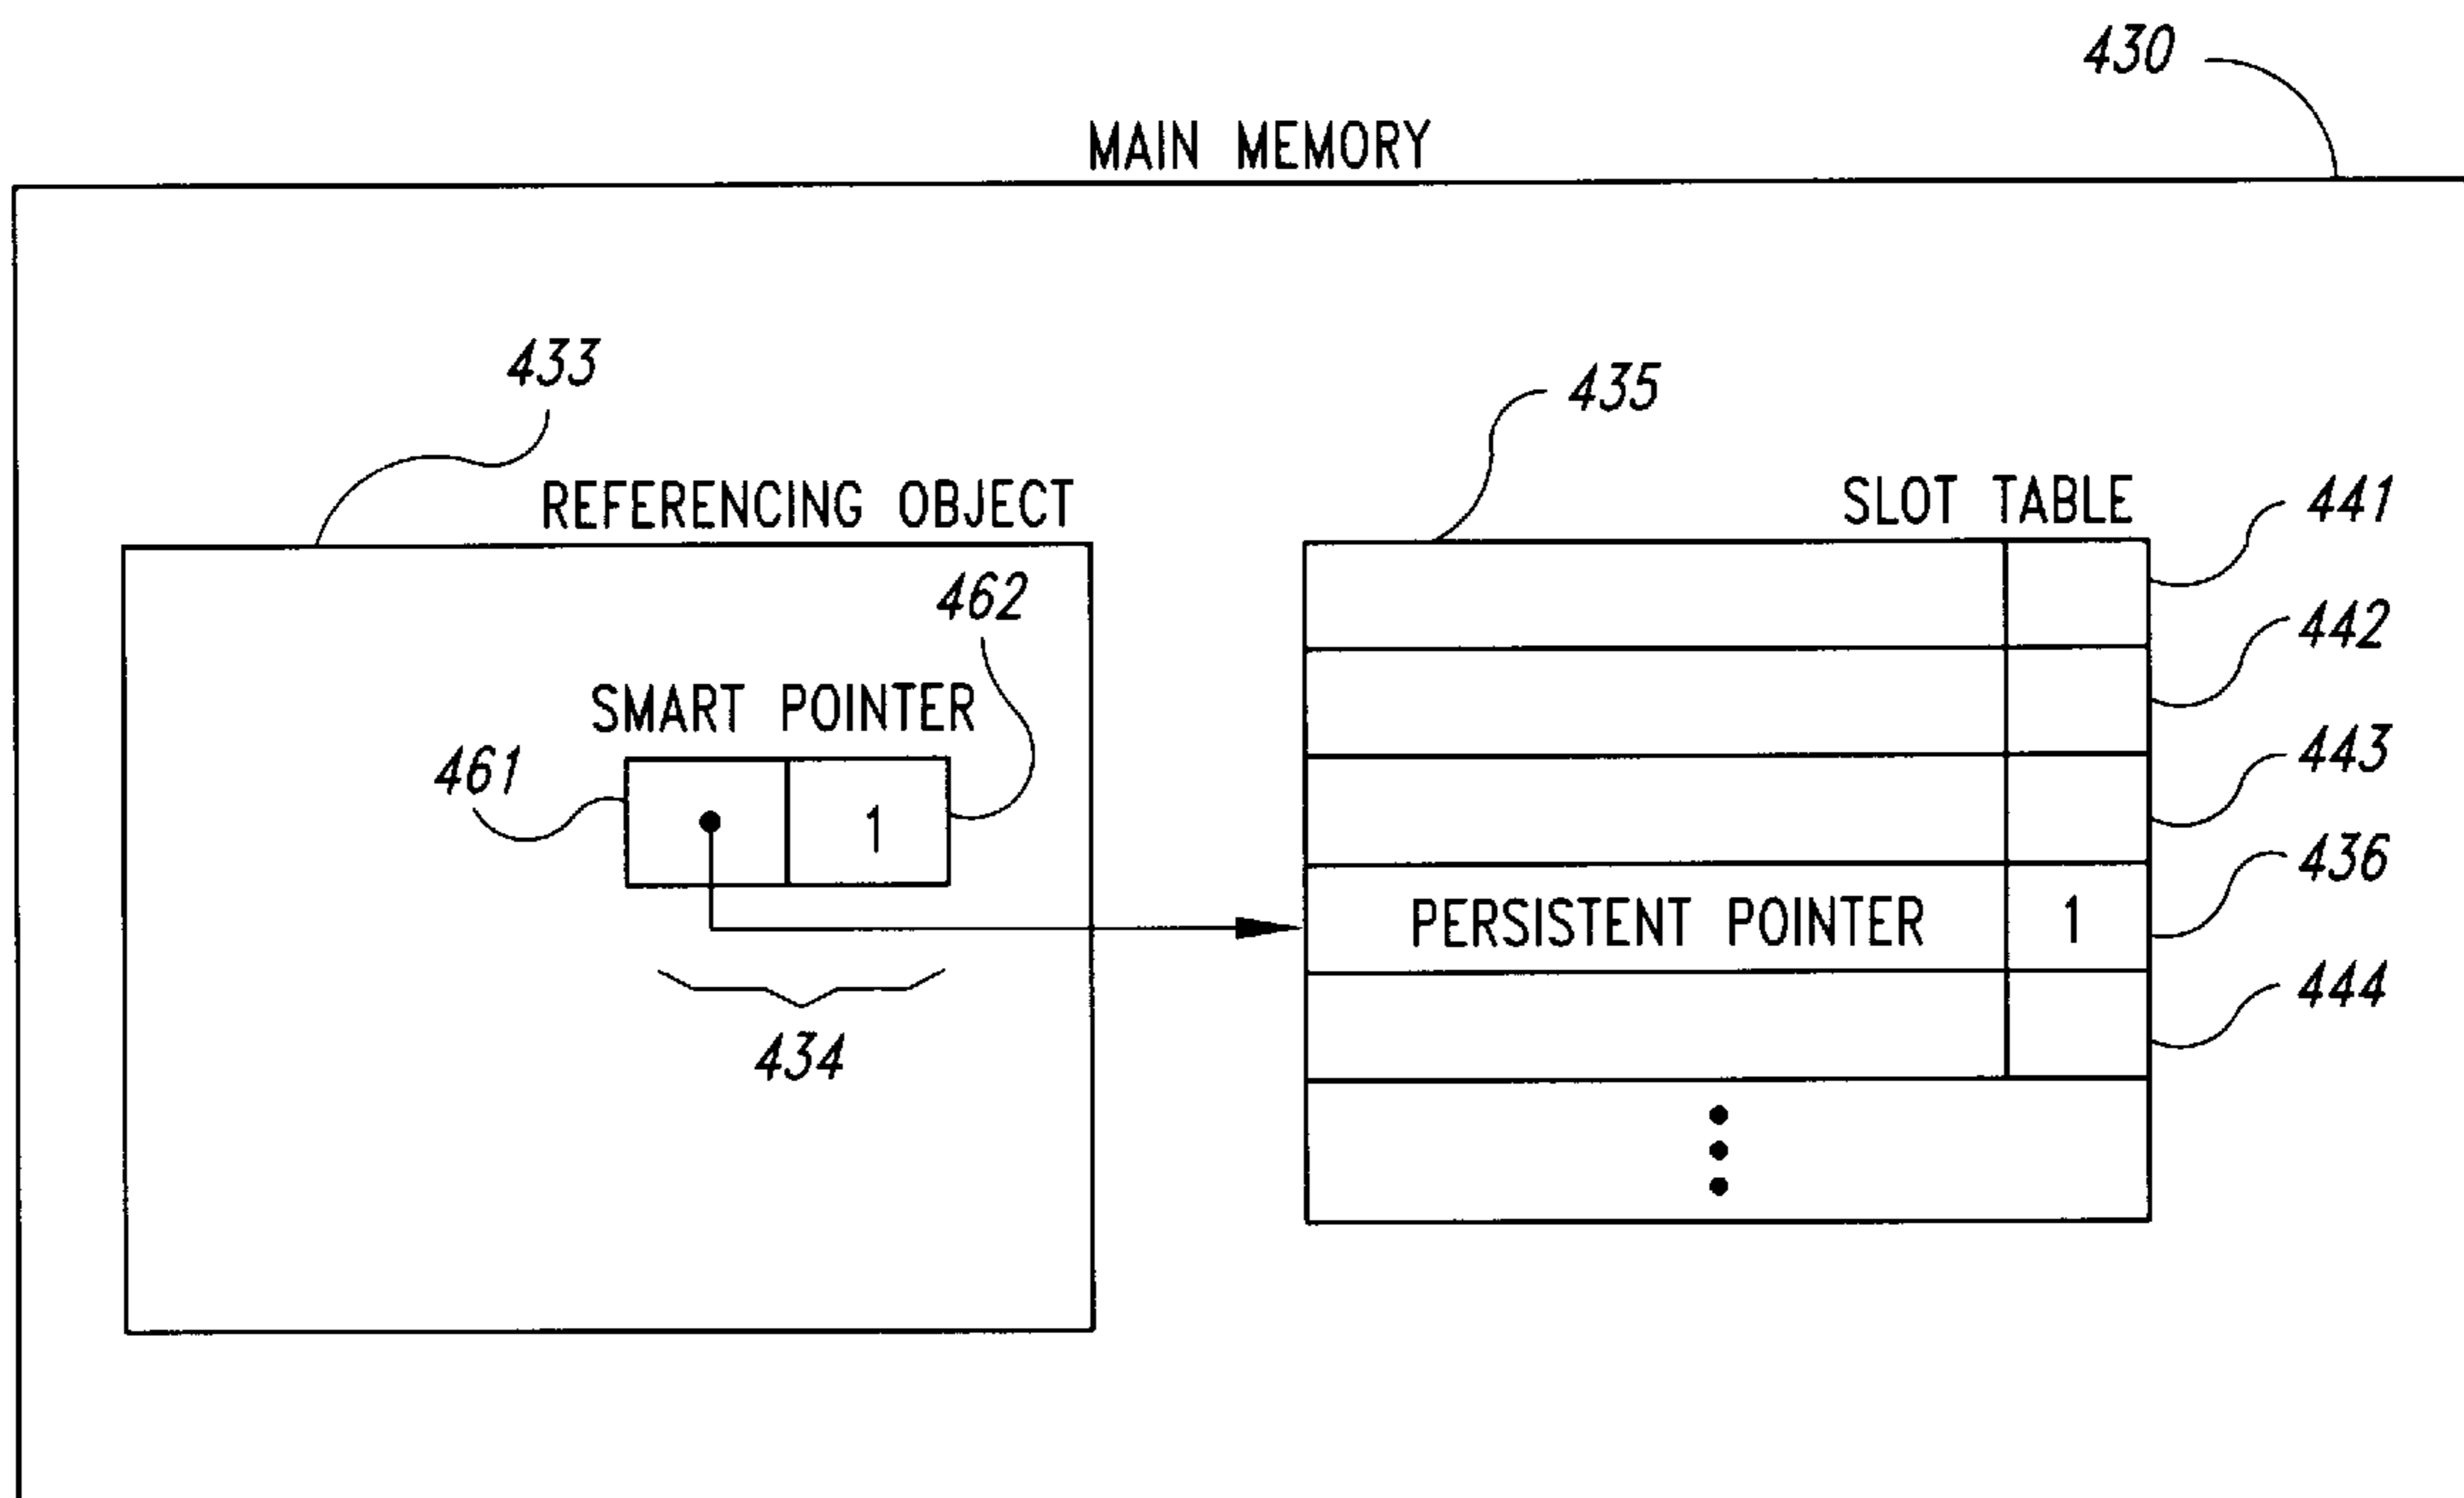 430
MAIN MEMORY
433
435
REFERENCING OBJECT
SLOT TABLE
441
462
442
SMART POINTER
461
443
1
436
PERSISTENT POINTER 1
444
434